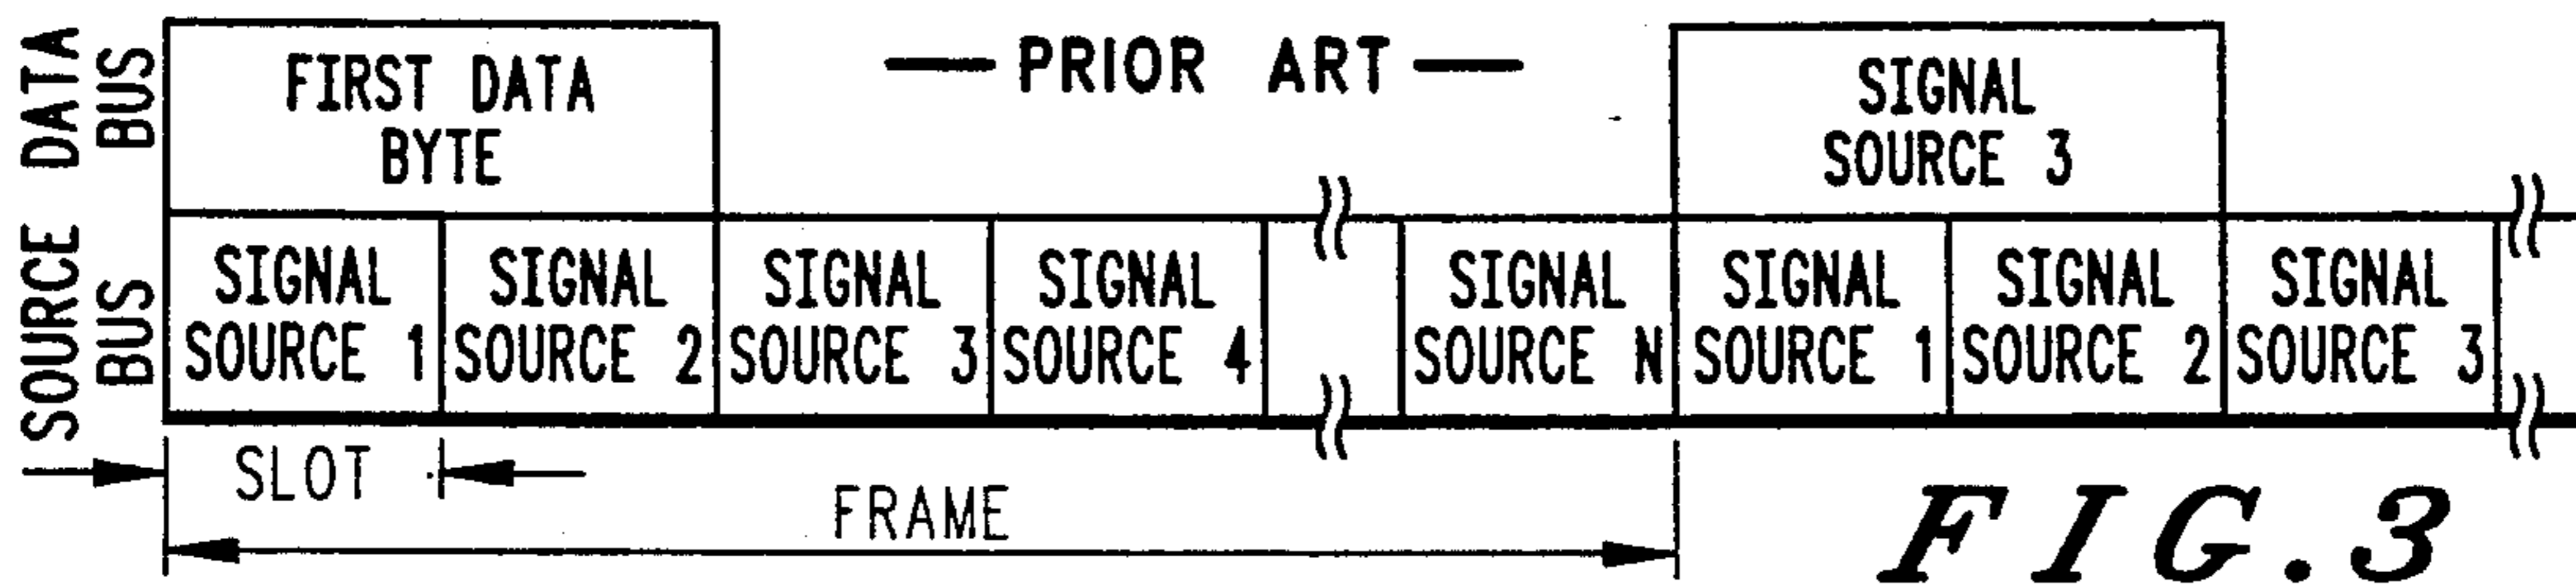 DATA
BUS
FIRST DATA
BYTE
— PRIOR ART —
SIGNAL
SOURCE 3
SOURCE
BUS
SIGNAL
SOURCE 1
SIGNAL
SOURCE 2
SIGNAL
SOURCE 3
SIGNAL
SOURCE 4
SIGNAL
SOURCE N
SIGNAL
SOURCE 1
SIGNAL
SOURCE 2
SIGNAL
SOURCE 3
SLOT
FRAME
FIG.3